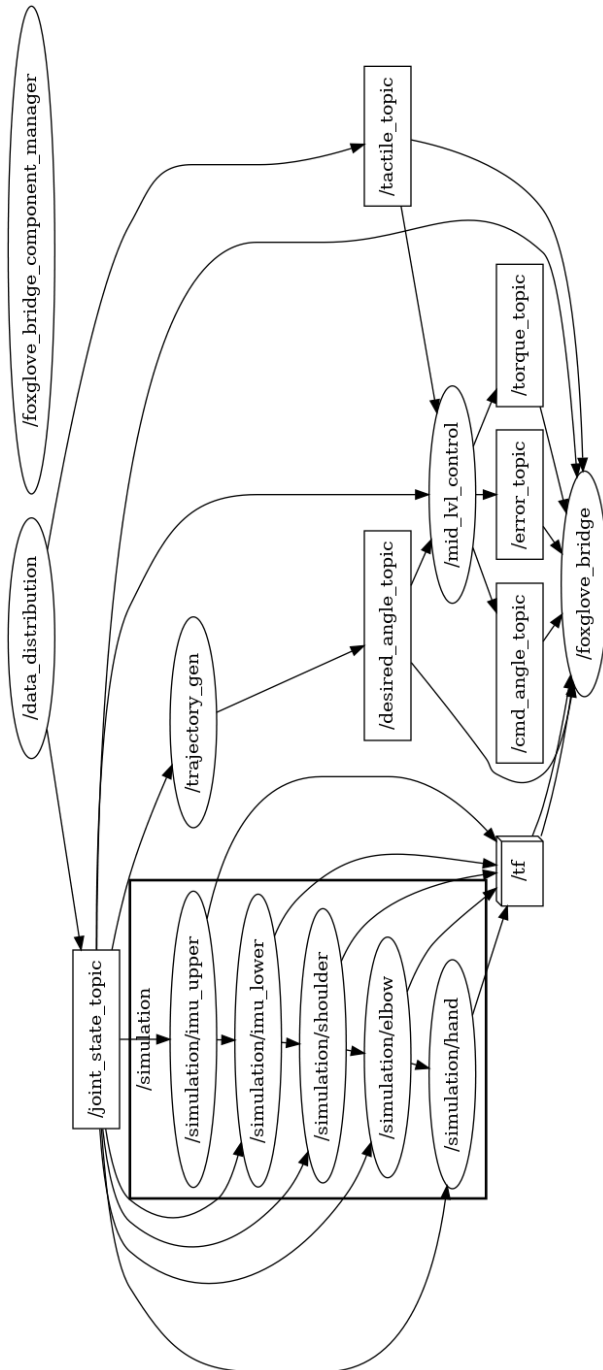 /foxglove_bridge_component_manager
/data_distribution
/joint_state_topic
/simulation
/simulation/imu_upper
/simulation/imu_lower
/simulation/shoulder
/simulation/elbow
/simulation/hand
/trajectory_gen
/tactile_topic
/desired_angle_topic
/mid_lvl_control
/torque_topic
/error_topic
/cmd_angle_topic
/tf
/foxglove_bridge